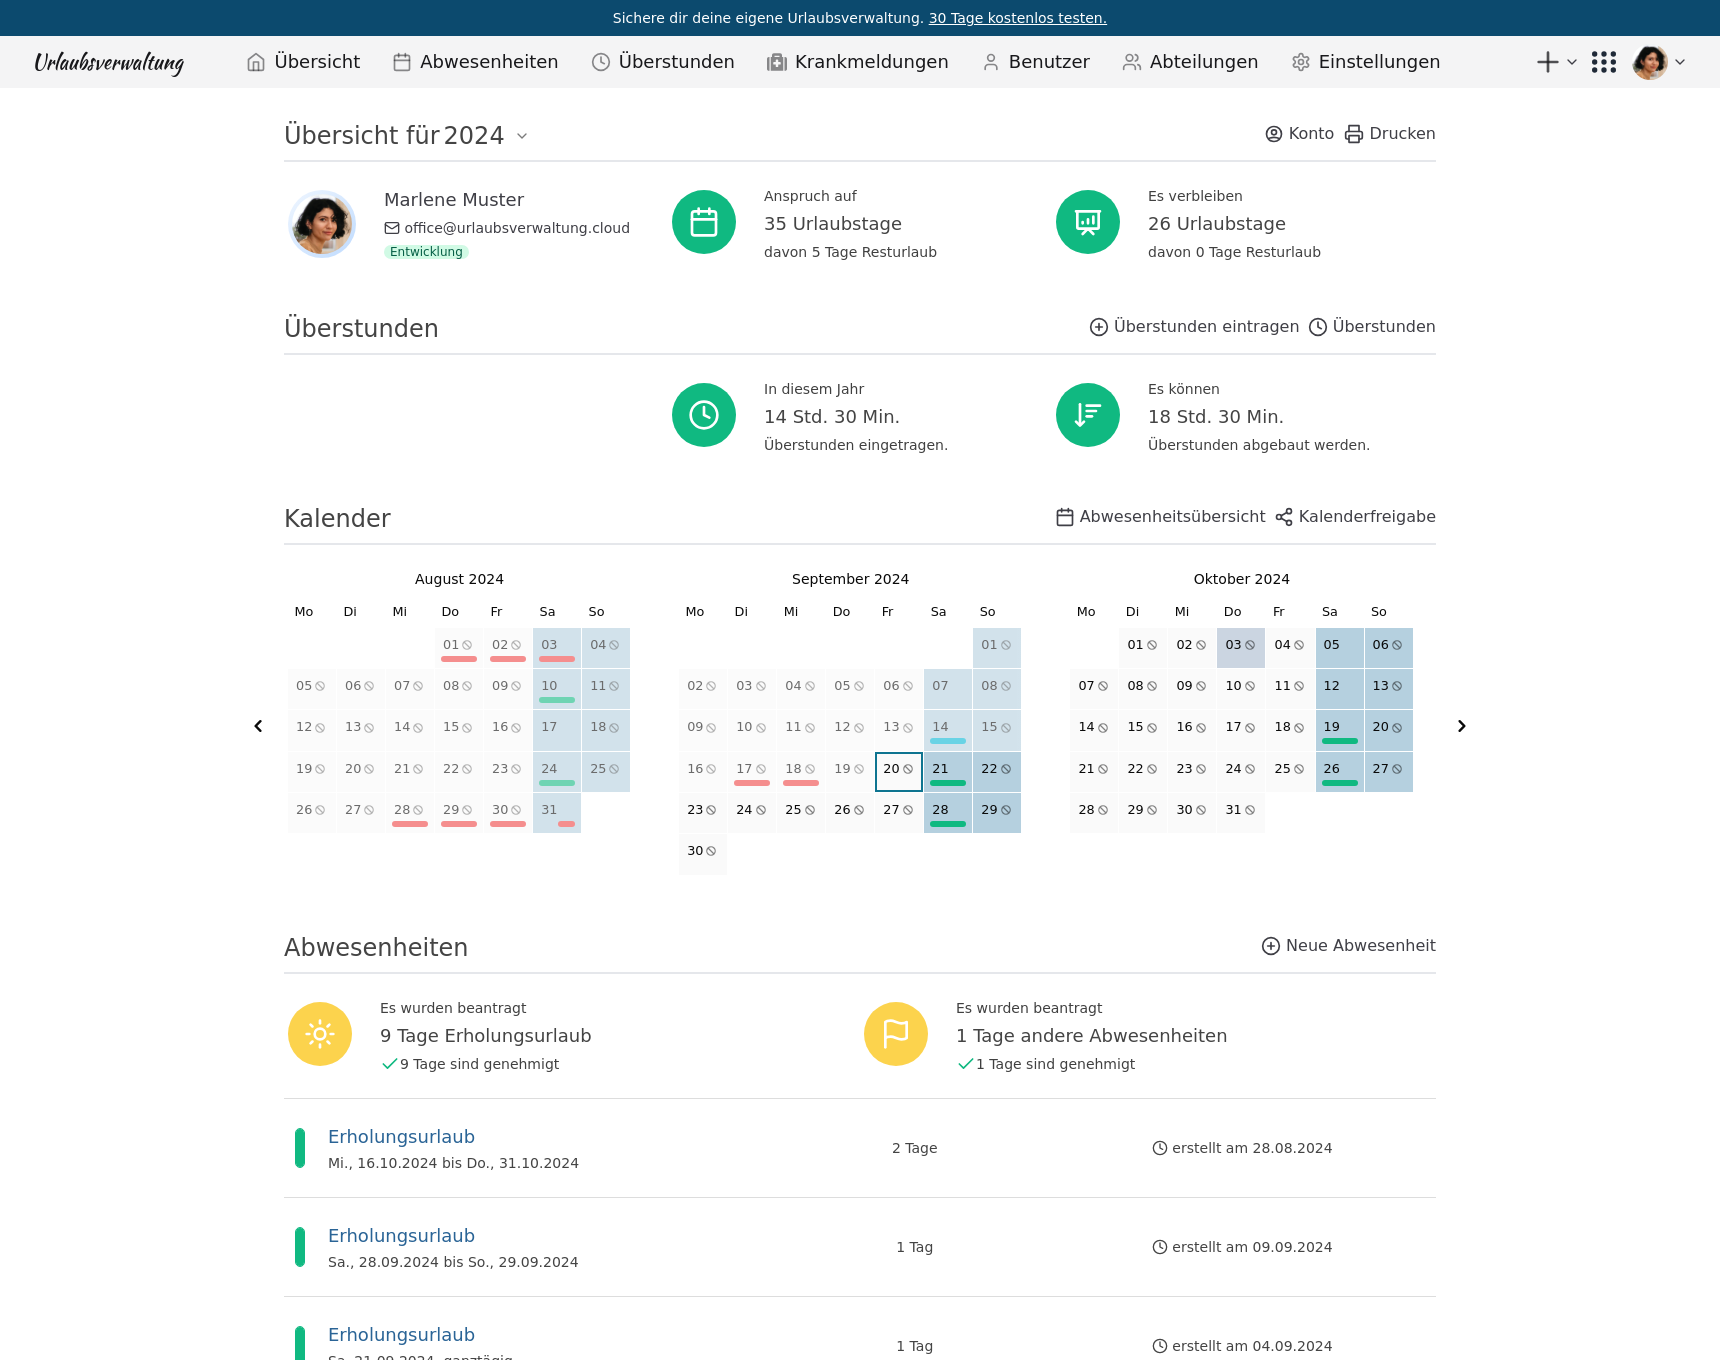 Sichere dir deine eigene Urlaubsverwaltung. 30 Tage kostenlos testen.
Urlaubsverwaltung Übersicht Abwesenheiten Überstunden Krankmeldungen Benutzer Abteilungen Einstellungen
Übersicht für 2024 Konto Drucken
Marlene Muster
office@urlaubsverwaltung.cloud
Entwicklung
Anspruch auf
35 Urlaubstage
davon 5 Tage Resturlaub
Es verbleiben
26 Urlaubstage
davon 0 Tage Resturlaub
Überstunden Überstunden eintragen Überstunden
In diesem Jahr
14 Std. 30 Min.
Überstunden eingetragen.
Es können
18 Std. 30 Min.
Überstunden abgebaut werden.
Kalender Abwesenheitsübersicht Kalenderfreigabe
August 2024
Mo Di Mi Do Fr Sa So
01 02 03 04
05 06 07 08 09 10 11
12 13 14 15 16 17 18
19 20 21 22 23 24 25
26 27 28 29 30 31
September 2024
Mo Di Mi Do Fr Sa So
01
02 03 04 05 06 07 08
09 10 11 12 13 14 15
16 17 18 19 20 21 22
23 24 25 26 27 28 29
30
Oktober 2024
Mo Di Mi Do Fr Sa So
01 02 03 04 05 06
07 08 09 10 11 12 13
14 15 16 17 18 19 20
21 22 23 24 25 26 27
28 29 30 31
Abwesenheiten Neue Abwesenheit
Es wurden beantragt
9 Tage Erholungsurlaub
9 Tage sind genehmigt
Es wurden beantragt
1 Tage andere Abwesenheiten
1 Tage sind genehmigt
Erholungsurlaub
Mi., 16.10.2024 bis Do., 31.10.2024
2 Tage
erstellt am 28.08.2024
Erholungsurlaub
Sa., 28.09.2024 bis So., 29.09.2024
1 Tag
erstellt am 09.09.2024
Erholungsurlaub
Sa., 21.09.2024, ganztägig
1 Tag
erstellt am 04.09.2024